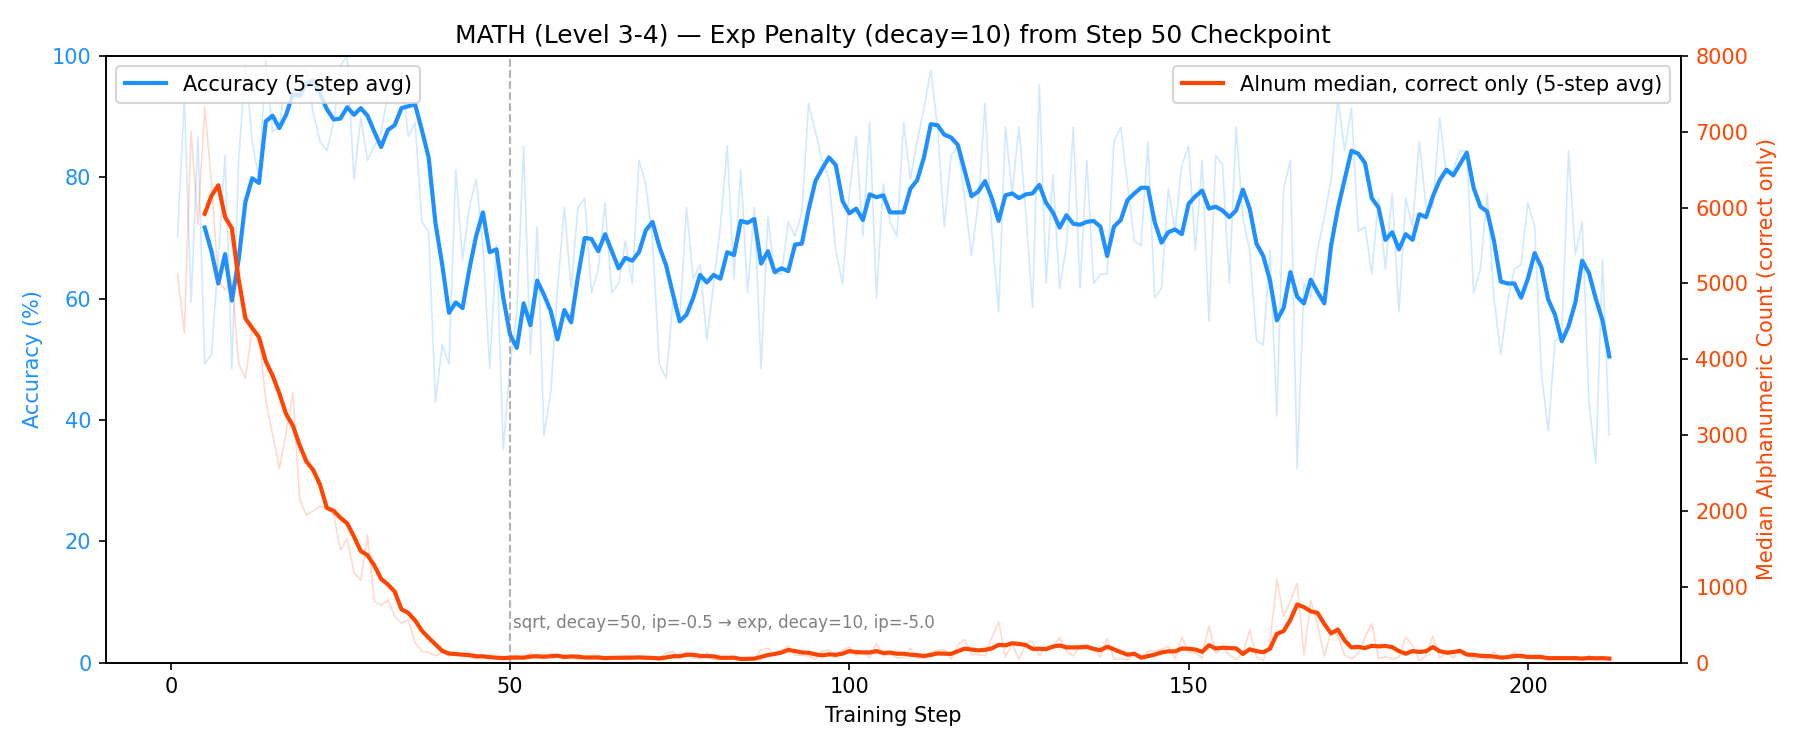 MATH (Level 3-4) — Exp Penalty (decay=10) from Step 50 Checkpoint
Accuracy (5-step avg)
Alnum median, correct only (5-step avg)
100
80
60
40
20
0
Accuracy (%)
8000
7000
6000
5000
4000
3000
2000
1000
0
Median Alphanumeric Count (correct only)
sqrt, decay=50, ip=-0.5 → exp, decay=10, ip=-5.0
0
50
100
150
200
Training Step